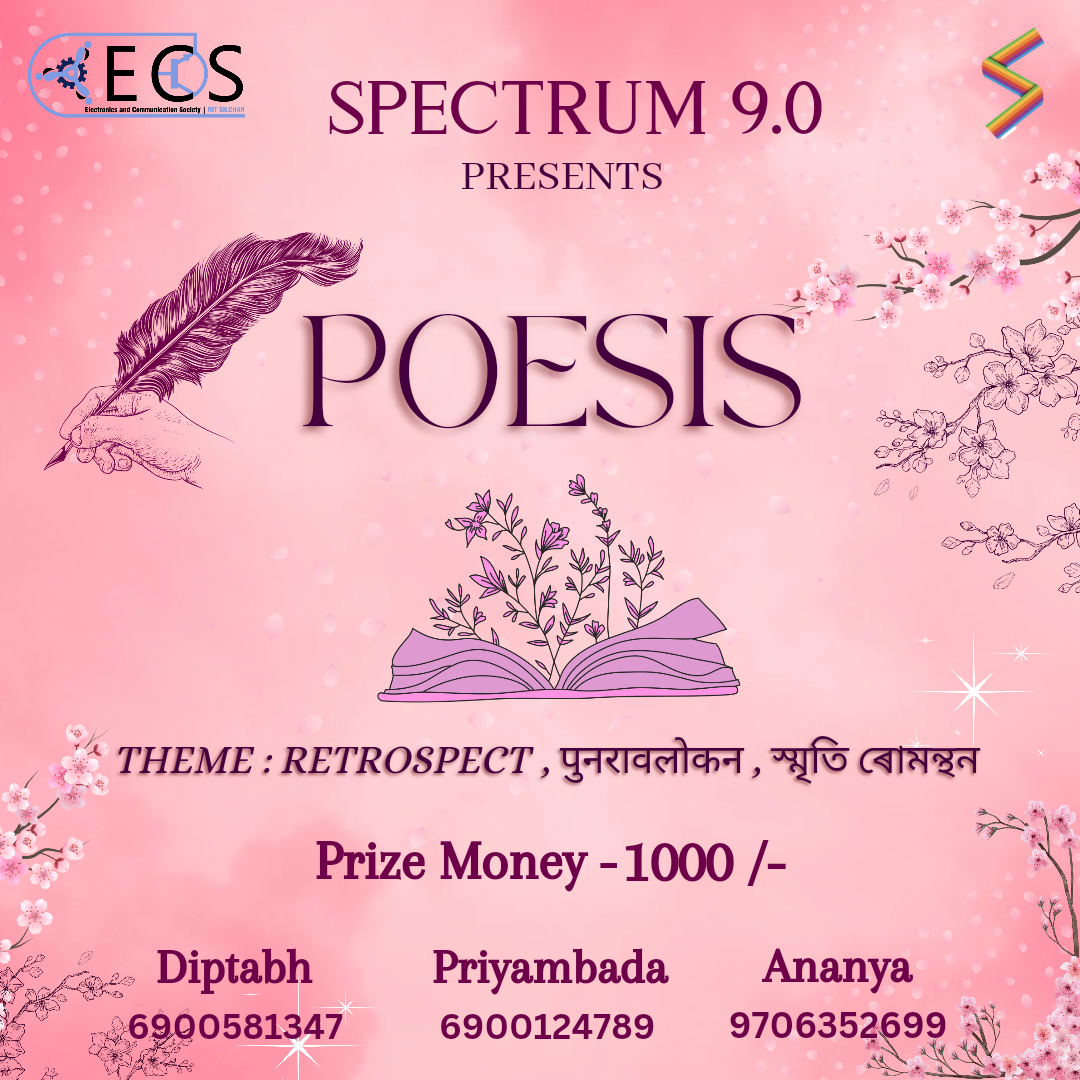 ECS
Electronics and Communication Society | NIT SILCHAR
SPECTRUM 9.0
PRESENTS
POESIS
THEME : RETROSPECT , पुनरावलोकन , স্মৃতি ৰোমন্থন
Prize Money - 1000 /-
Diptabh Priyambada Ananya
6900581347 6900124789 9706352699